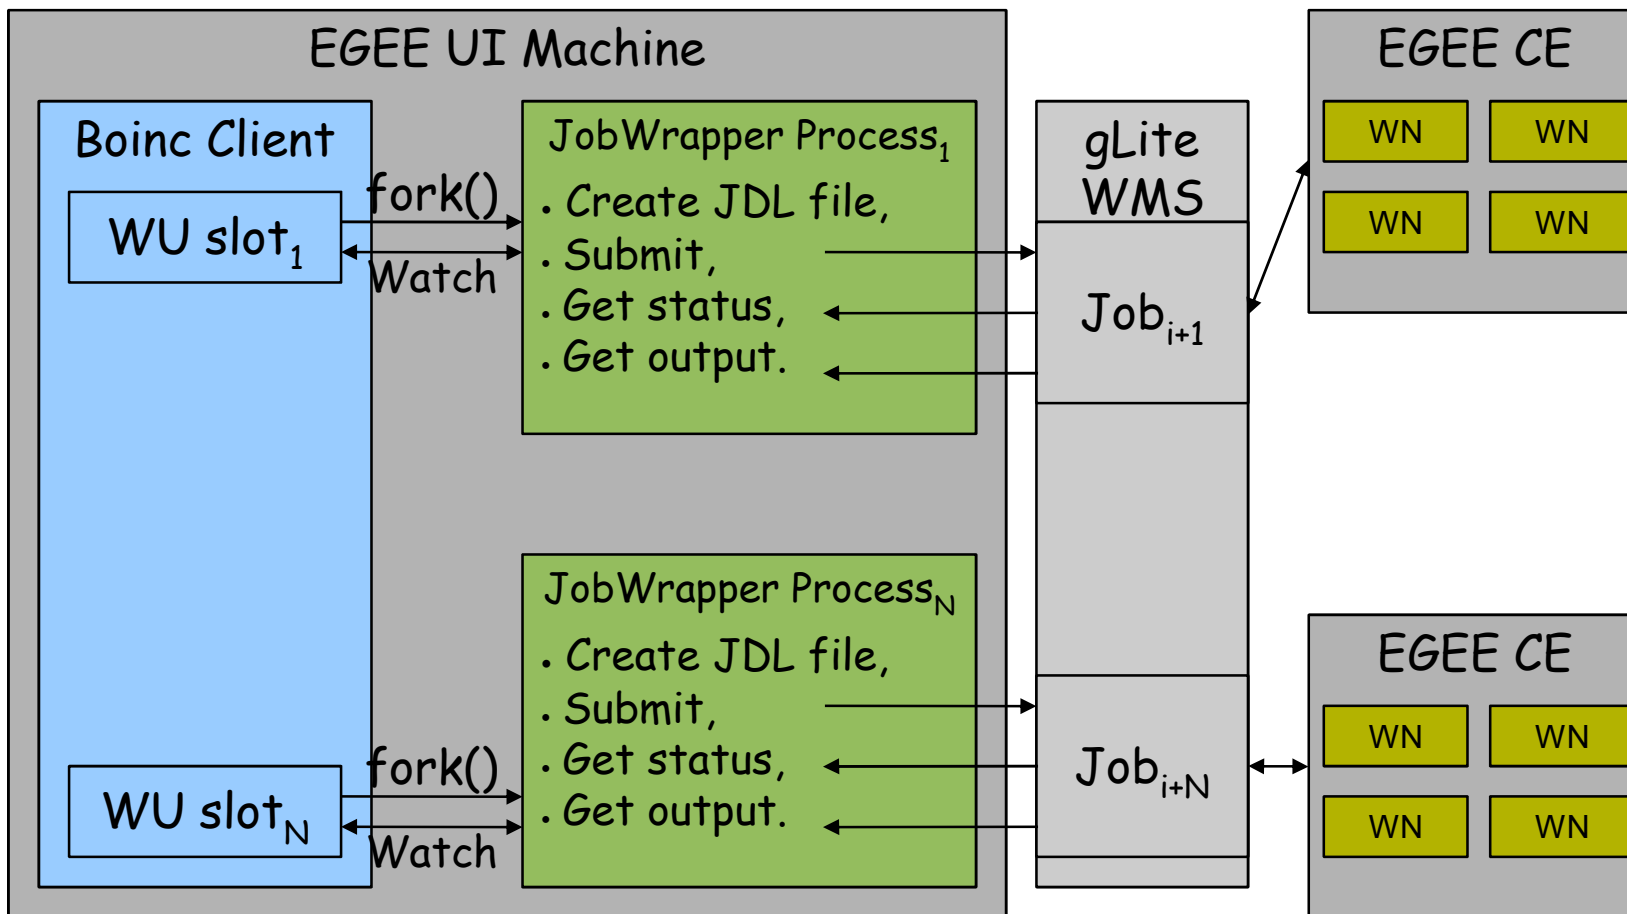 EGEE UI Machine
Boinc Client
WU slot1
fork()
Watch
JobWrapper Process1
. Create JDL file,
. Submit,
. Get status,
. Get output.
gLite
WMS
Jobi+1
EGEE CE
WN WN
WN WN
WU slotN
fork()
Watch
JobWrapper ProcessN
. Create JDL file,
. Submit,
. Get status,
. Get output.
Jobi+N
EGEE CE
WN WN
WN WN